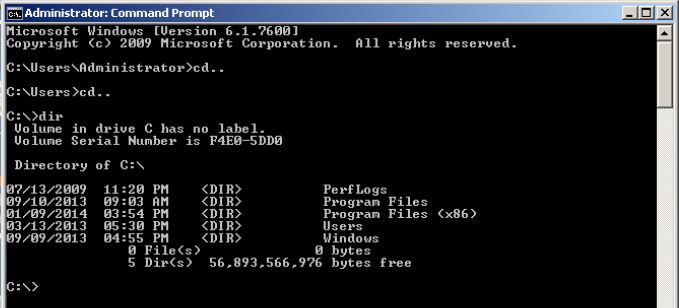 Administrator: Command Prompt
Microsoft Windows [Version 6.1.7600]
Copyright (c) 2009 Microsoft Corporation.  All rights reserved.
C:\Users\Administrator>cd..
C:\Users>cd..
C:\>dir
 Volume in drive C has no label.
 Volume Serial Number is F4E0-5DD0
 Directory of C:\
07/13/2009  11:20 PM    <DIR>          PerfLogs
09/10/2013  09:03 AM    <DIR>          Program Files
01/09/2014  03:54 PM    <DIR>          Program Files (x86)
03/13/2013  05:30 PM    <DIR>          Users
09/09/2013  04:55 PM    <DIR>          Windows
               0 File(s)              0 bytes
               5 Dir(s)  56,893,566,976 bytes free
C:\>